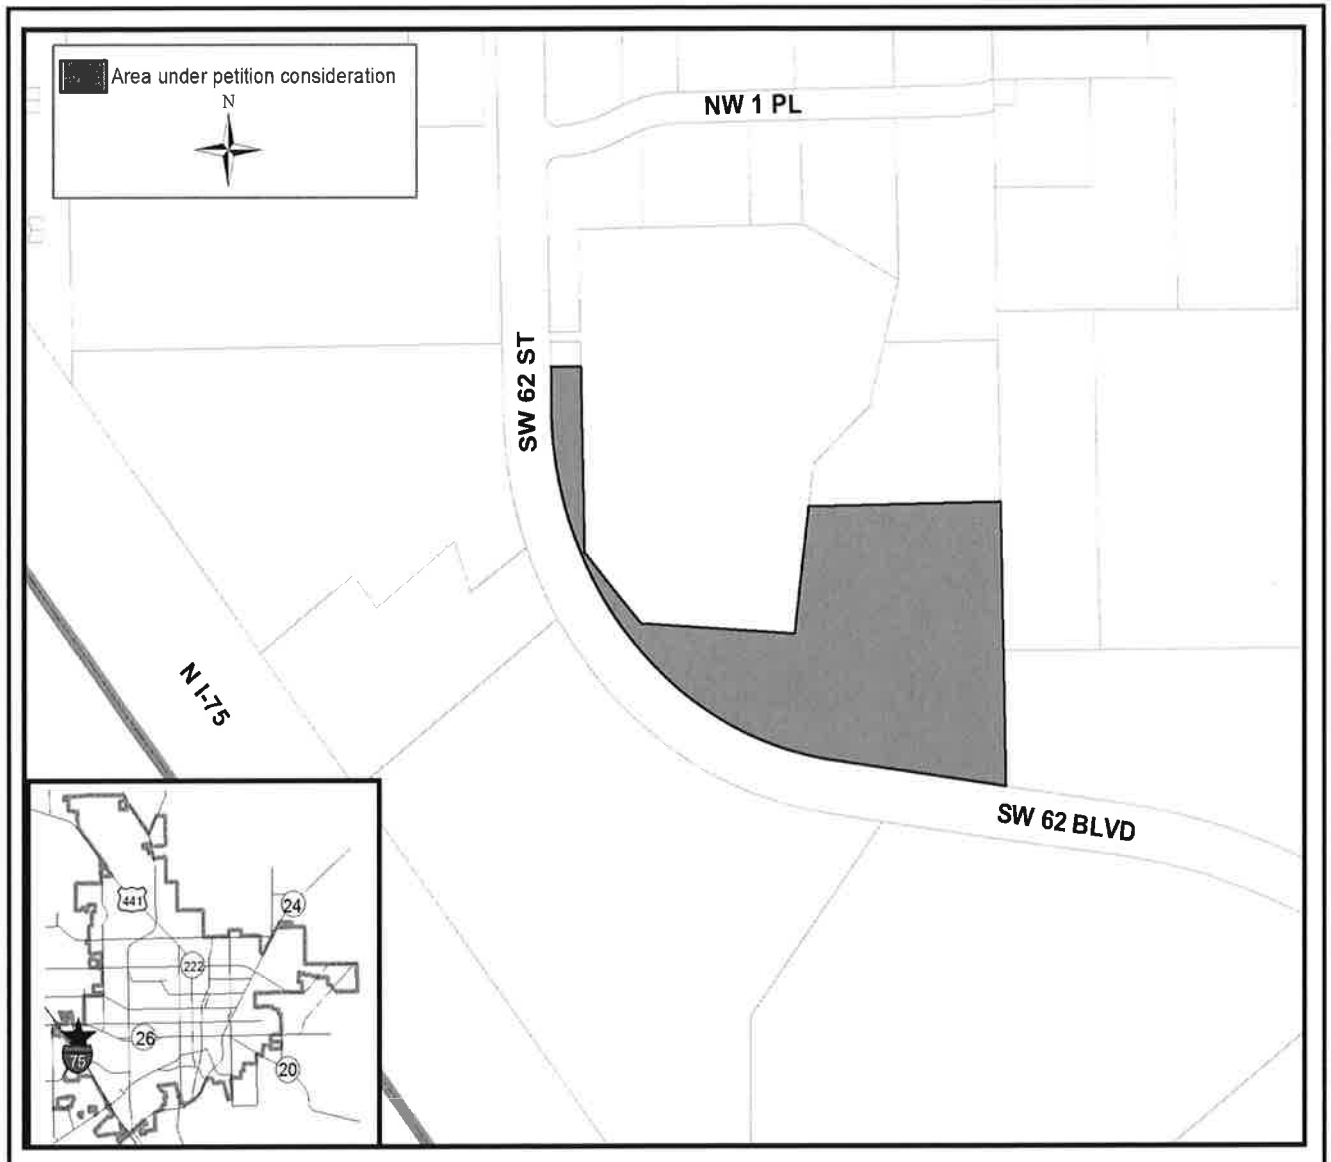 Area under petition consideration
N
NW 1 PL
SW 62 ST
N I-75
SW 62 BLVD
441
24
222
26
75
20